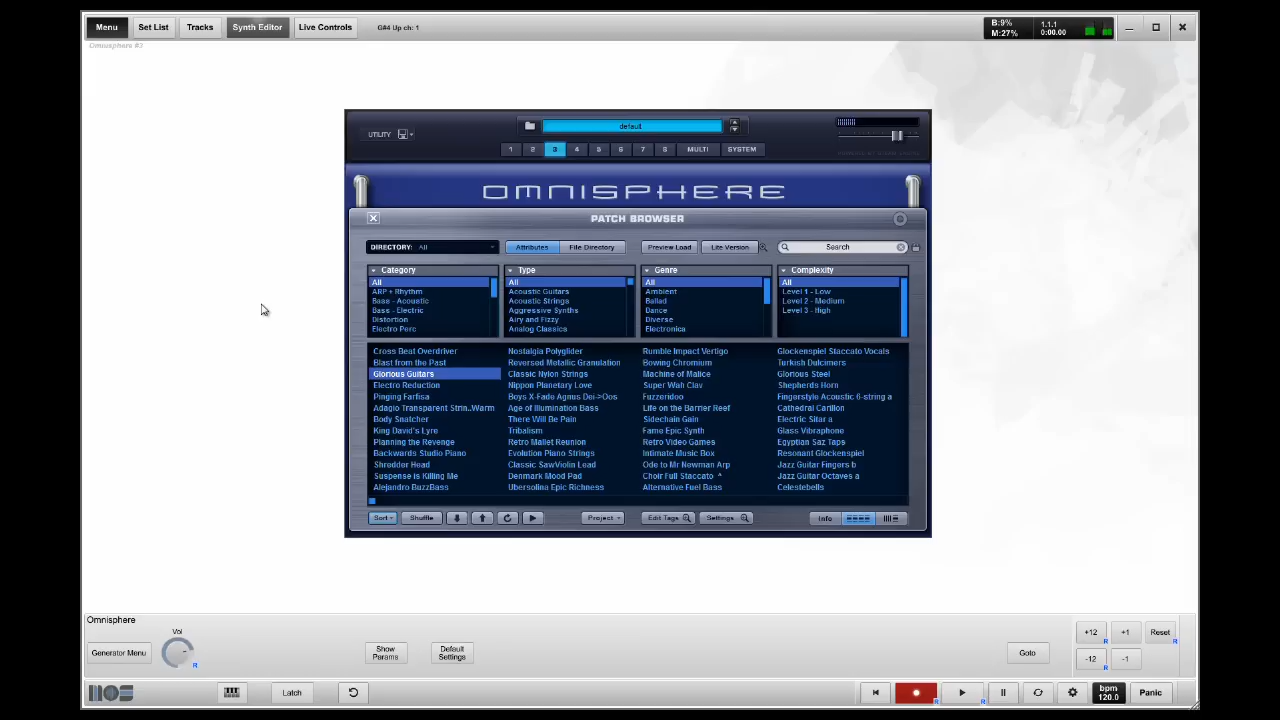 Menu Set List Tracks Synth Editor Live Controls G#4 Up ch: 1 B:9% 1.1.1
M:27% 0:00.00
Omnisphere #3
UTILITY default
1 2 3 4 5 6 7 8 MULTI SYSTEM
OMNISPHERE
PATCH BROWSER
DIRECTORY: All Attributes File Directory Preview Load Lite Version Search
Category Type Genre Complexity
All All All All
ARP + Rhythm Acoustic Guitars Ambient Level 1 - Low
Bass - Acoustic Acoustic Strings Ballad Level 2 - Medium
Bass - Electric Aggressive Synths Dance Level 3 - High
Distortion Airy and Fizzy Diverse
Electro Perc Analog Classics Electronica
Cross Beat Overdriver Nostalgia Polyglider Rumble Impact Vertigo Glockenspiel Staccato Vocals
Blast from the Past Reversed Metallic Granulation Bowing Chromium Turkish Dulcimers
Glorious Guitars Classic Nylon Strings Machine of Malice Glorious Steel
Electro Reduction Nippon Planetary Love Super Wah Clav Shepherds Horn
Pinging Farfisa Boys X-Fade Agnus Dei->Oos Fuzzeridoo Fingerstyle Acoustic 6-string a
Adagio Transparent Strin..Warm Age of Illumination Bass Life on the Barrier Reef Cathedral Carillon
Body Snatcher There Will Be Pain Sidechain Gain Electric Sitar a
King David's Lyre Tribalism Fame Epic Synth Glass Vibraphone
Planning the Revenge Retro Mallet Reunion Retro Video Games Egyptian Saz Taps
Backwards Studio Piano Evolution Piano Strings Intimate Music Box Resonant Glockenspiel
Shredder Head Classic SawViolin Lead Ode to Mr Newman Arp Jazz Guitar Fingers b
Suspense is Killing Me Denmark Mood Pad Choir Full Staccato ^ Jazz Guitar Octaves a
Alejandro BuzzBass Ubersolina Epic Richness Alternative Fuel Bass Celestebells
Sort Shuffle Project Edit Tags Settings Info
Omnisphere
Vol
Generator Menu R Show Params Default Settings Goto +12 R +1 Reset R
-12 R -1
Latch R R bpm 120.0 Panic